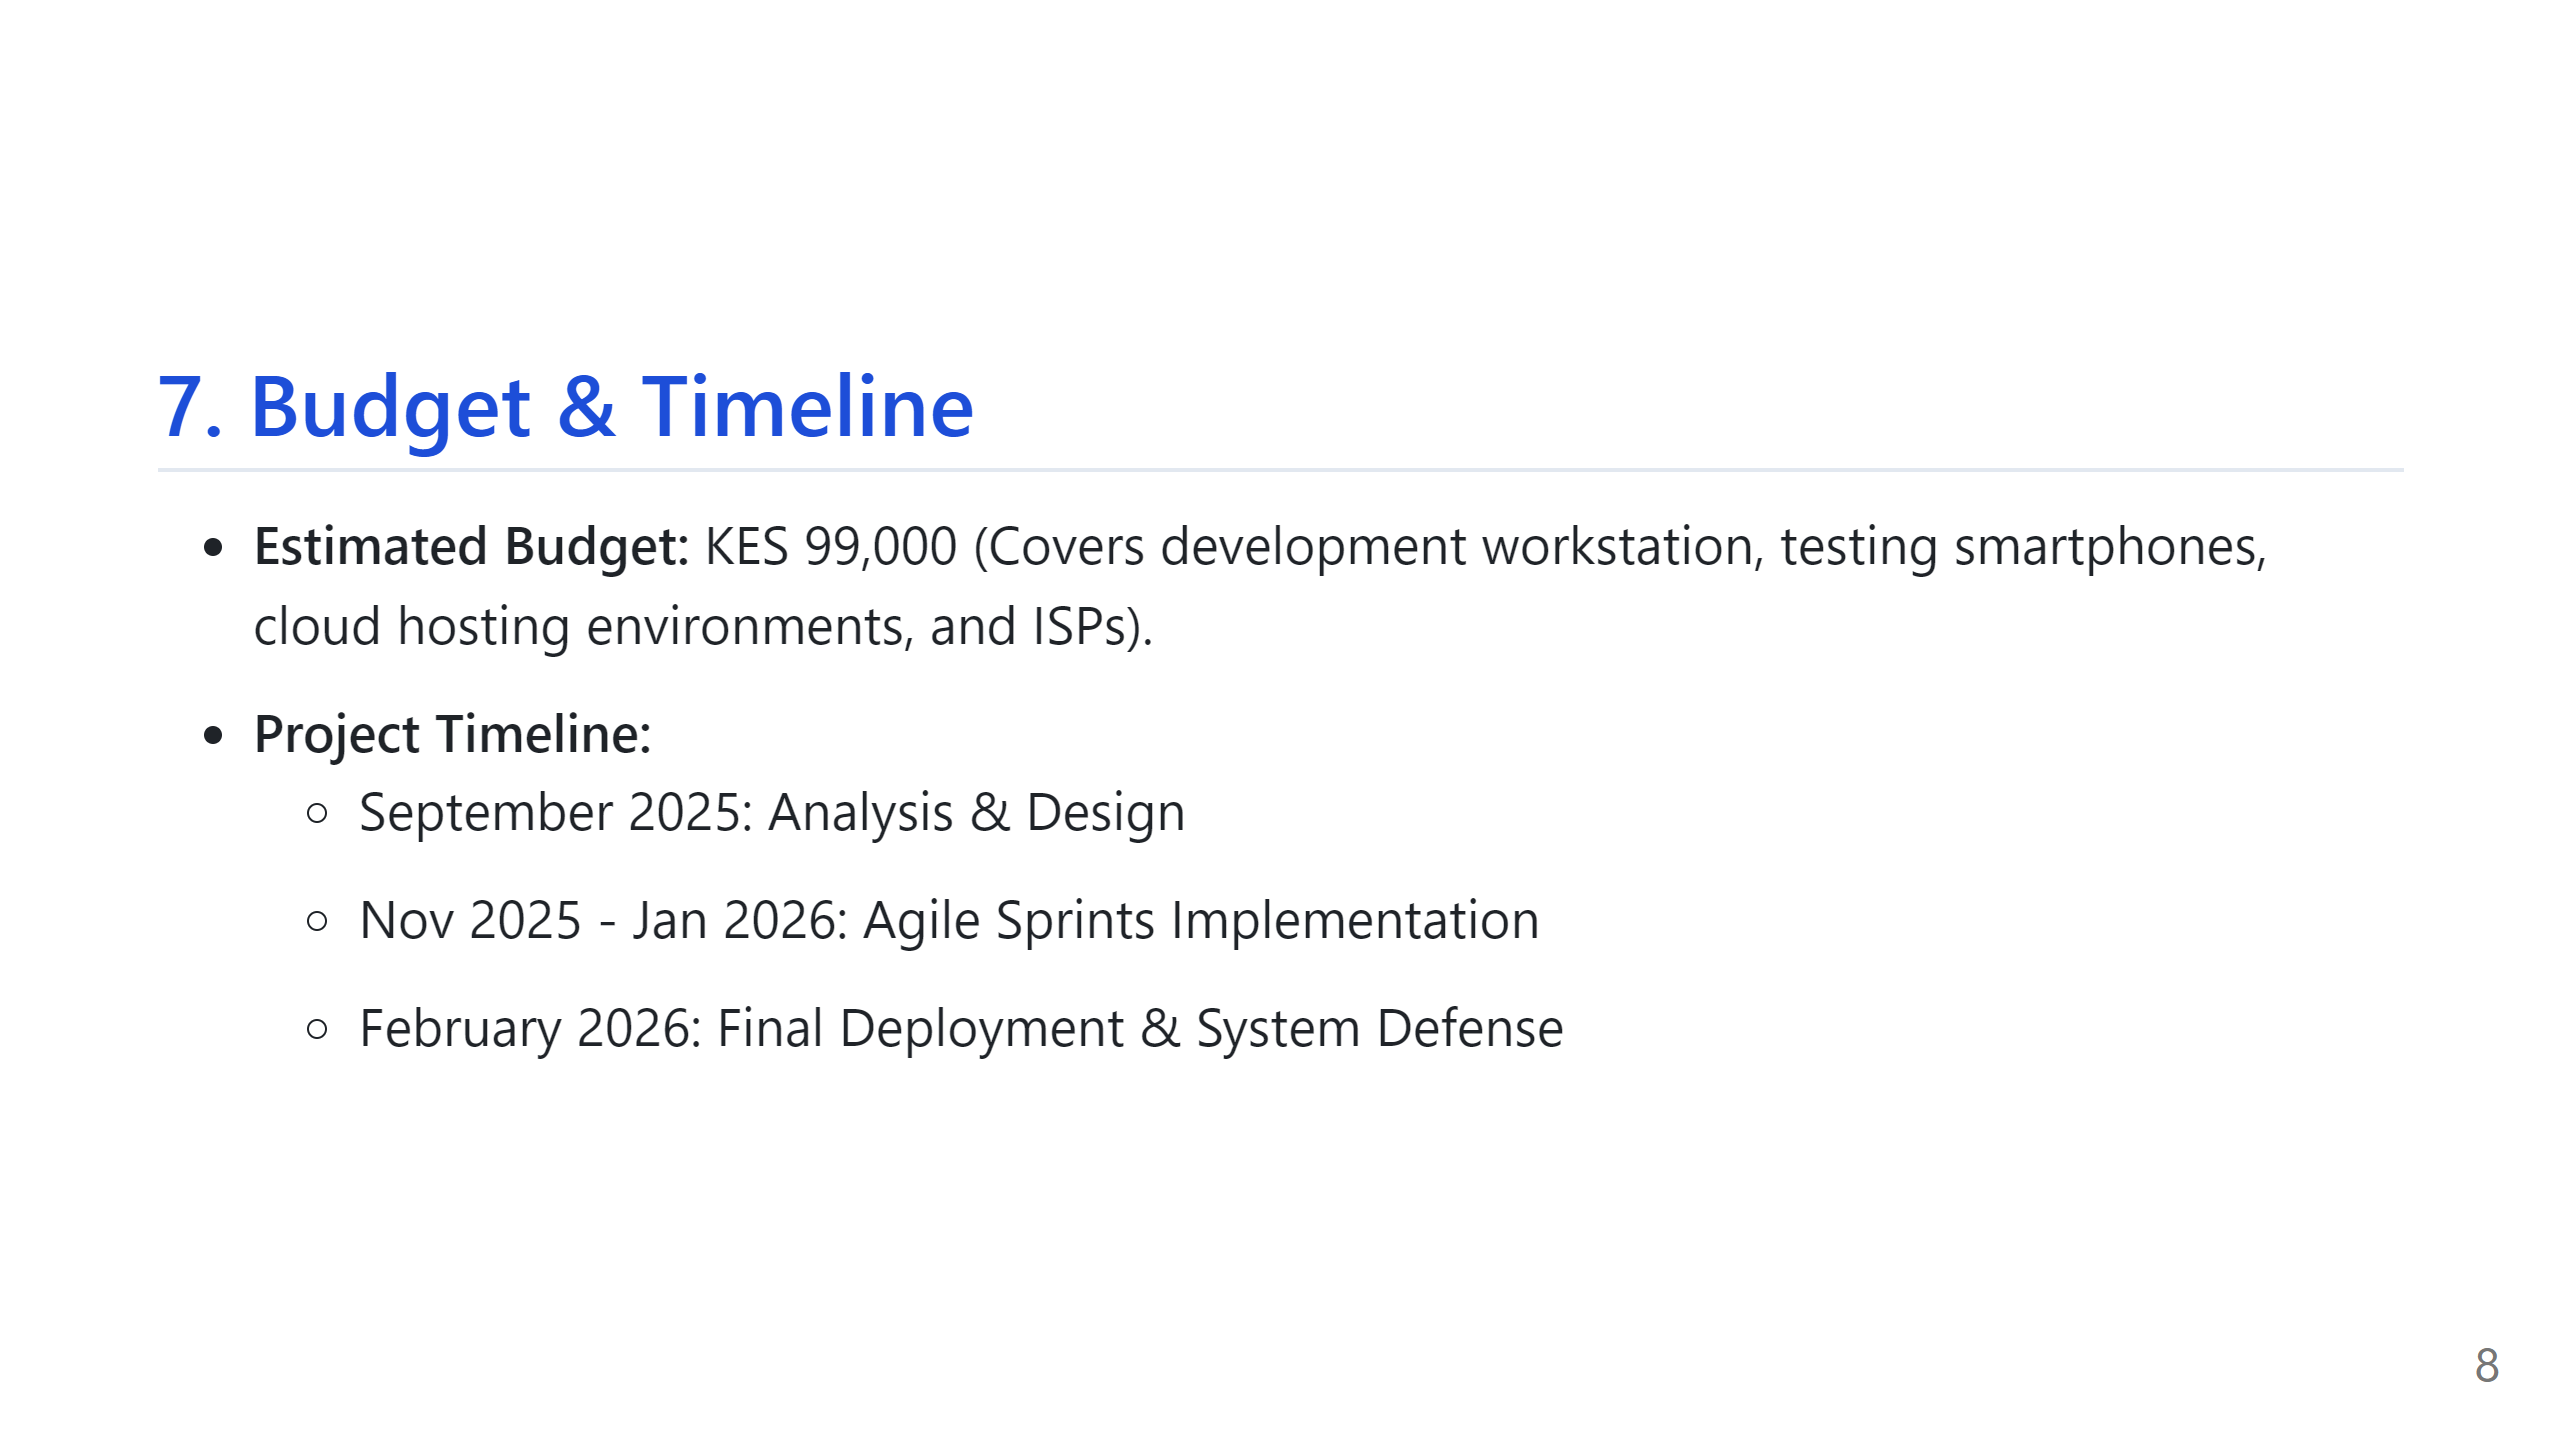 7. Budget & Timeline
• Estimated Budget: KES 99,000 (Covers development workstation, testing smartphones,
cloud hosting environments, and ISPs).
• Project Timeline:
◦ September 2025: Analysis & Design
◦ Nov 2025 - Jan 2026: Agile Sprints Implementation
◦ February 2026: Final Deployment & System Defense
8